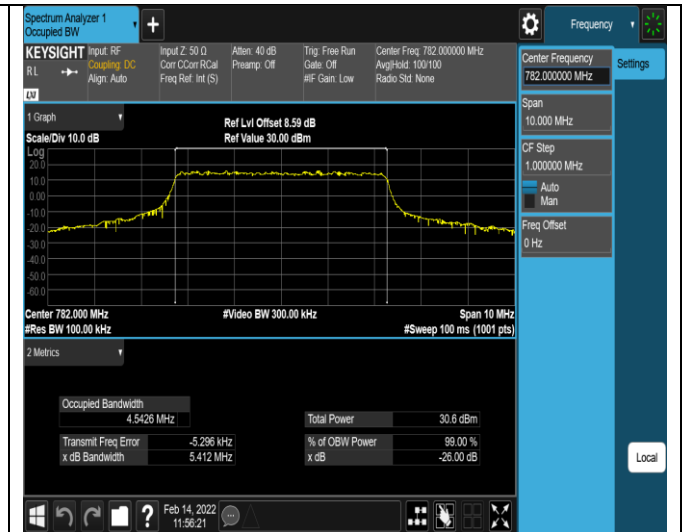 Spectrum Analyzer 1
Occupied BW
Frequency
KEYSIGHT
R L
LXI
Input: RF
Coupling: DC
Align: Auto
Input Z: 50 Ω
Corr CCorr RCal
Freq Ref: Int (S)
Atten: 40 dB
Preamp: Off
Trig: Free Run
Gate: Off
#IF Gain: Low
Center Freq: 782.000000 MHz
Avg|Hold: 100/100
Radio Std: None
Center Frequency
782.000000 MHz
Settings
Span
10.000 MHz
CF Step
1.000000 MHz
Auto
Man
Freq Offset
0 Hz
1 Graph
Scale/Div 10.0 dB
Ref Lvl Offset 8.59 dB
Ref Value 30.00 dBm
Log
20.0
10.0
0.00
-10.0
-20.0
-30.0
-40.0
-50.0
-60.0
Center 782.000 MHz
#Video BW 300.00 kHz
Span 10 MHz
#Res BW 100.00 kHz
#Sweep 100 ms (1001 pts)
2 Metrics
Occupied Bandwidth
4.5426 MHz
Total Power 30.6 dBm
Transmit Freq Error -5.296 kHz
% of OBW Power 99.00 %
x dB Bandwidth 5.412 MHz
x dB -26.00 dB
Local
?
Feb 14, 2022
11:56:21